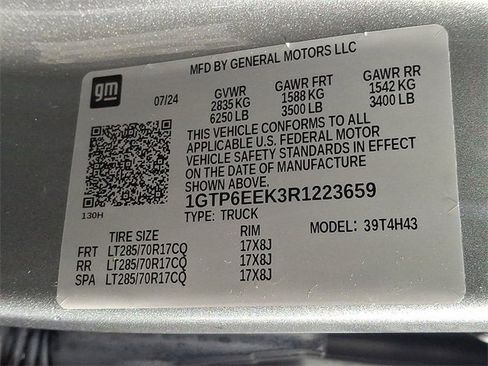 MFD BY GENERAL MOTORS LLC
gm
07/24
GVWR GAWR FRT GAWR RR
2835 KG 1588 KG 1542 KG
6250 LB 3500 LB 3400 LB
THIS VEHICLE CONFORMS TO ALL
APPLICABLE U.S. FEDERAL MOTOR
VEHICLE SAFETY STANDARDS IN EFFECT
ON THE DATE OF MANUFACTURE
SHOWN ABOVE.
130H
1GTP6EEK3R1223659
TYPE: TRUCK MODEL: 39T4H43
TIRE SIZE RIM
FRT LT285/70R17CQ 17X8J
RR LT285/70R17CQ 17X8J
SPA LT285/70R17CQ 17X8J